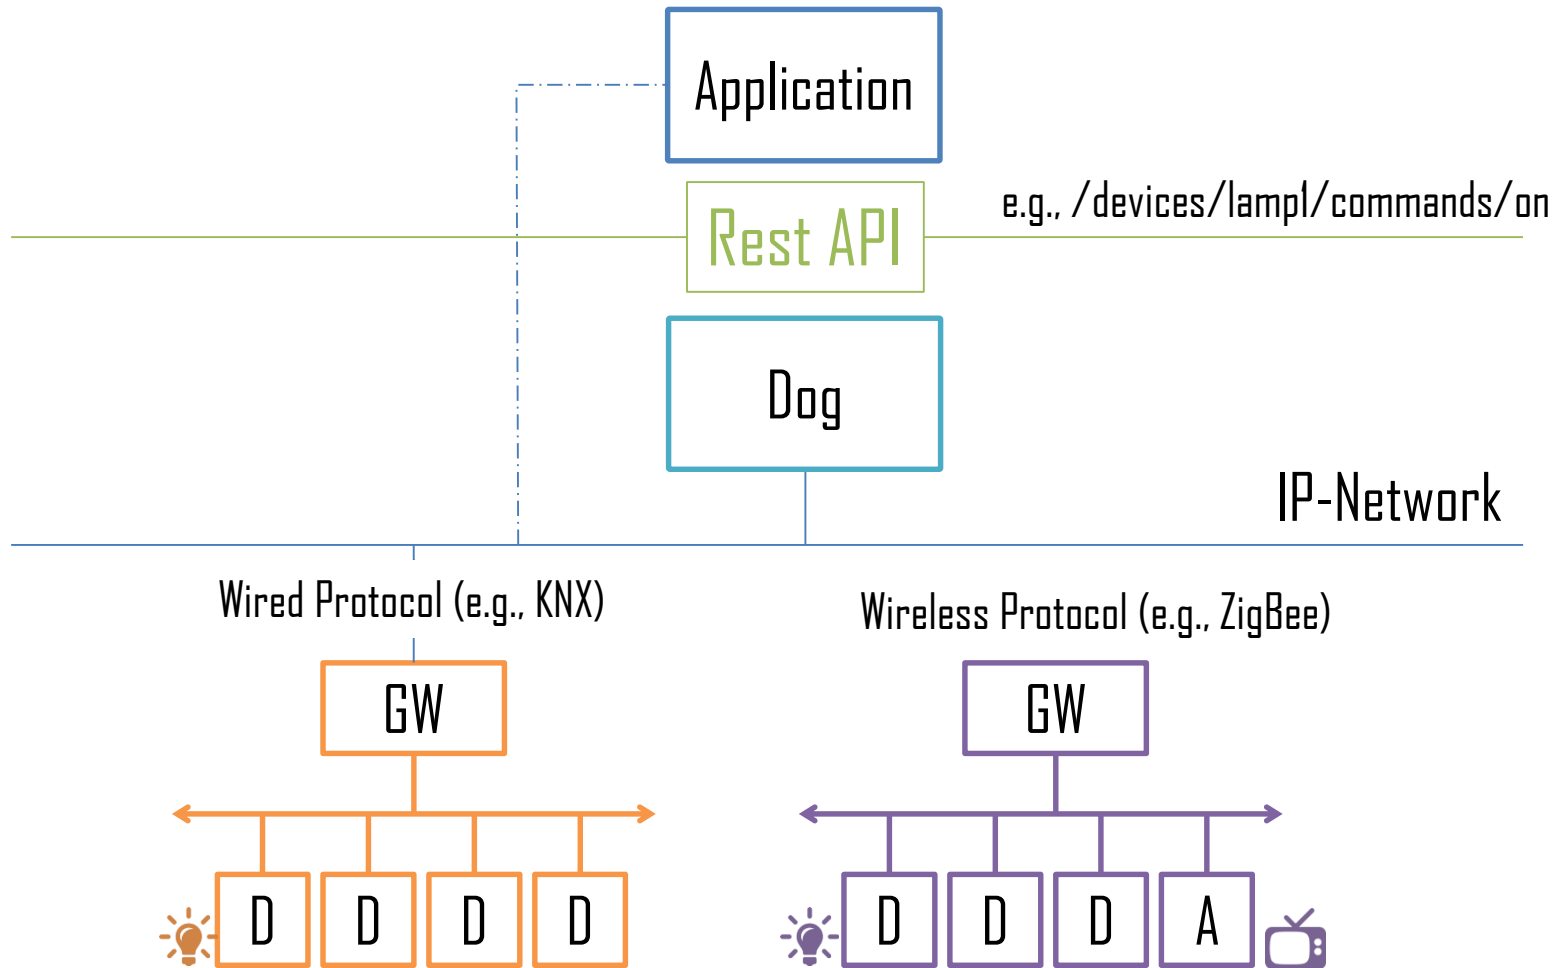 Application
e.g., /devices/lamp1/commands/on
Rest API
Dog
IP-Network
Wired Protocol (e.g., KNX)
Wireless Protocol (e.g., ZigBee)
GW
GW
D D D D
D D D A